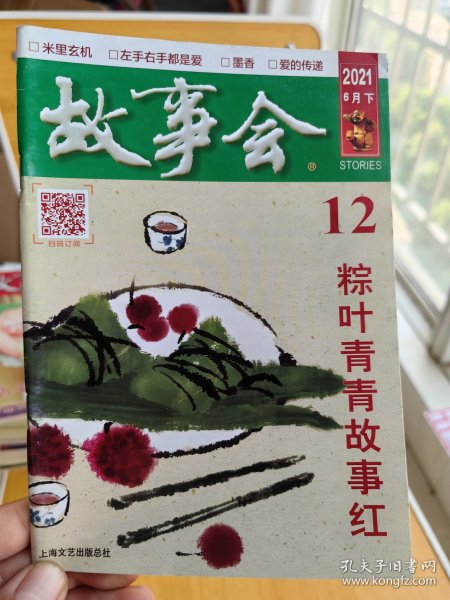 □ 米里玄机 □ 左手右手都是爱 □ 墨香 □ 爱的传递
故事会
®
2021
6月下
STORIES
扫码订阅
12
粽叶青青故事红
上海文艺出版总社
孔夫子旧书网
www.kongfz.com